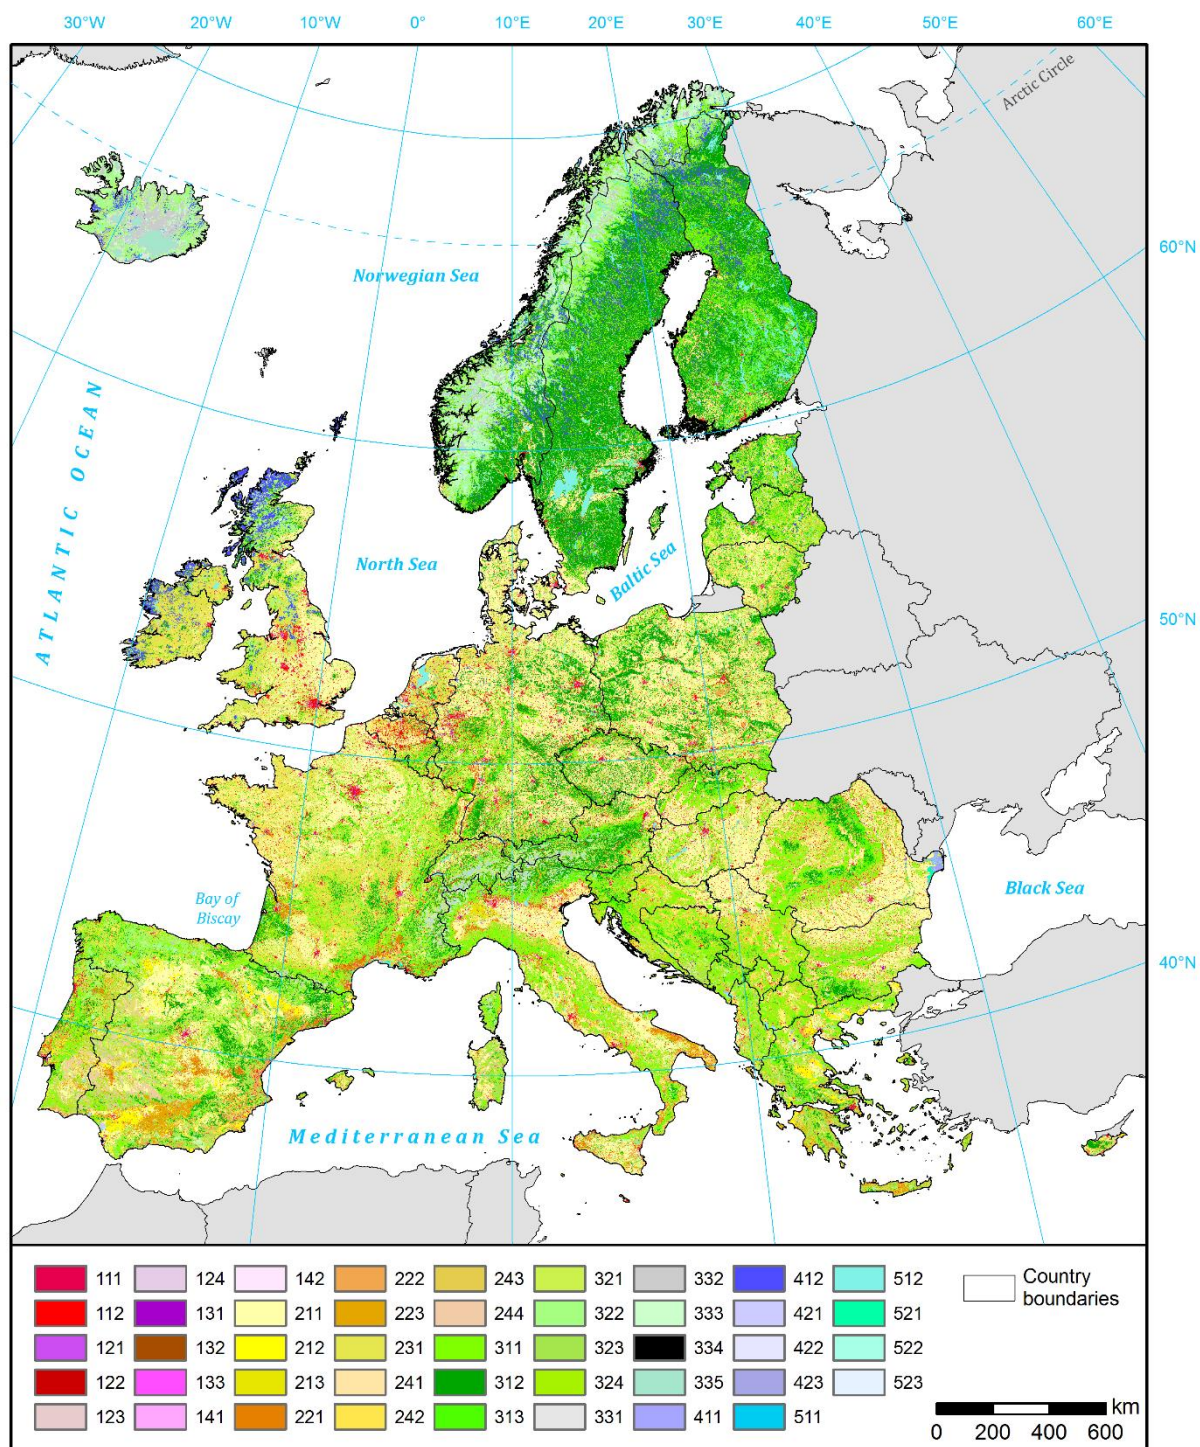 30°W 20°W 10°W 0° 10°E 20°E 30°E 40°E 50°E 60°E
Arctic Circle
60°N
Norwegian Sea
ATLANTIC OCEAN
North Sea
Baltic Sea
50°N
Bay of
Biscay
Black Sea
40°N
Mediterranean Sea
111 124 142 222 243 321 332 412 512
112 131 211 223 244 322 333 421 521
121 132 212 231 311 323 334 422 522
122 133 213 241 312 324 335 423 523
123 141 221 242 313 331 411 511
Country
boundaries
km
0 200 400 600